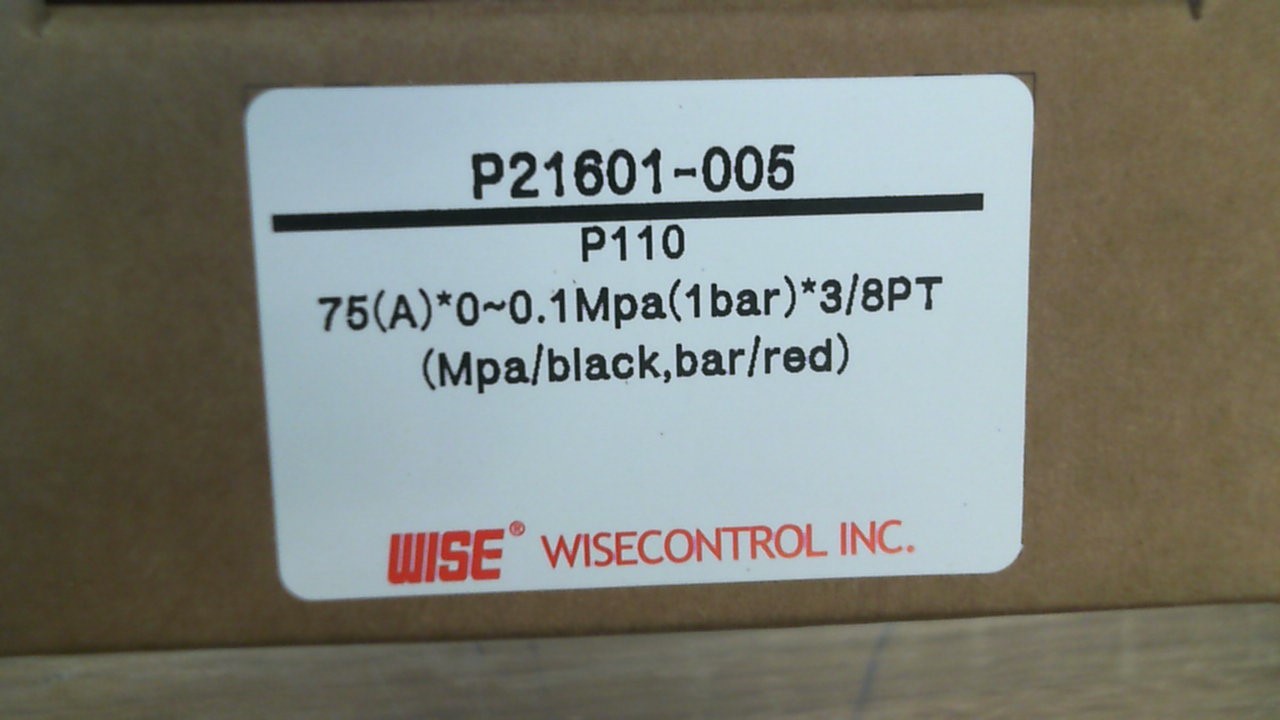 P21601-005
P110
75(A)*0~0.1Mpa(1bar)*3/8PT
(Mpa/black,bar/red)
WISE® WISECONTROL INC.